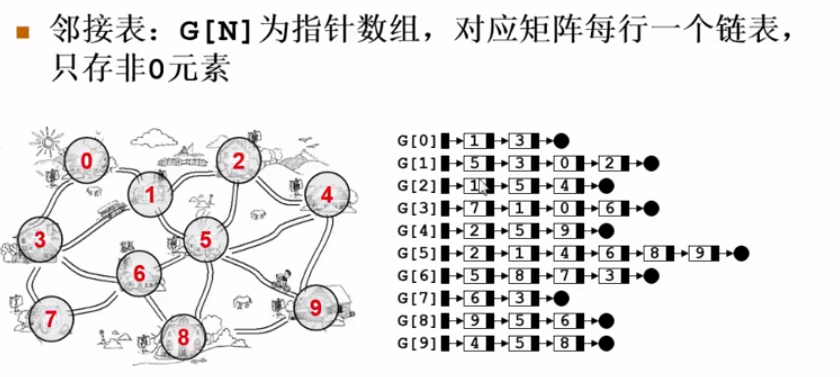 邻接表：G[N]为指针数组，对应矩阵每行一个链表，
只存非0元素
0
2
1
4
3
5
6
9
7
8
G[0] 1 3
G[1] 5 3 0 2
G[2] 1 5 4
G[3] 7 1 0 6
G[4] 2 5 9
G[5] 2 1 4 6 8 9
G[6] 5 8 7 3
G[7] 6 3
G[8] 9 5 6
G[9] 4 5 8